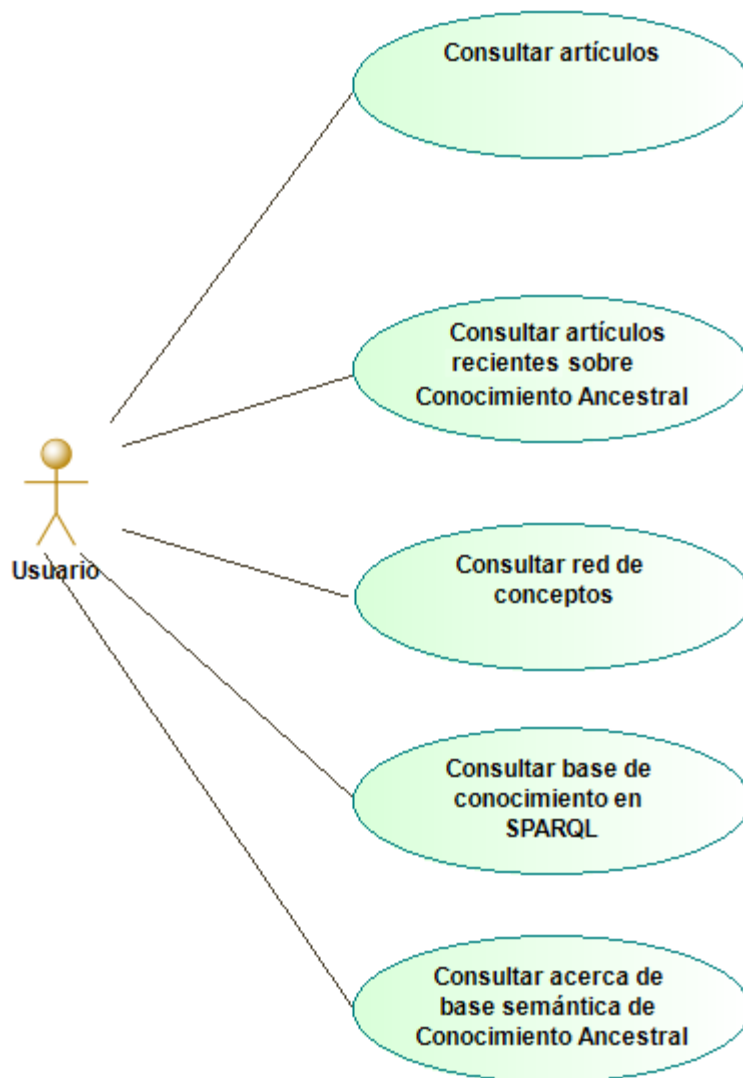 Consultar artículos
Consultar artículos
recientes sobre
Conocimiento Ancestral
Usuario
Consultar red de
conceptos
Consultar base de
conocimiento en
SPARQL
Consultar acerca de
base semántica de
Conocimiento Ancestral